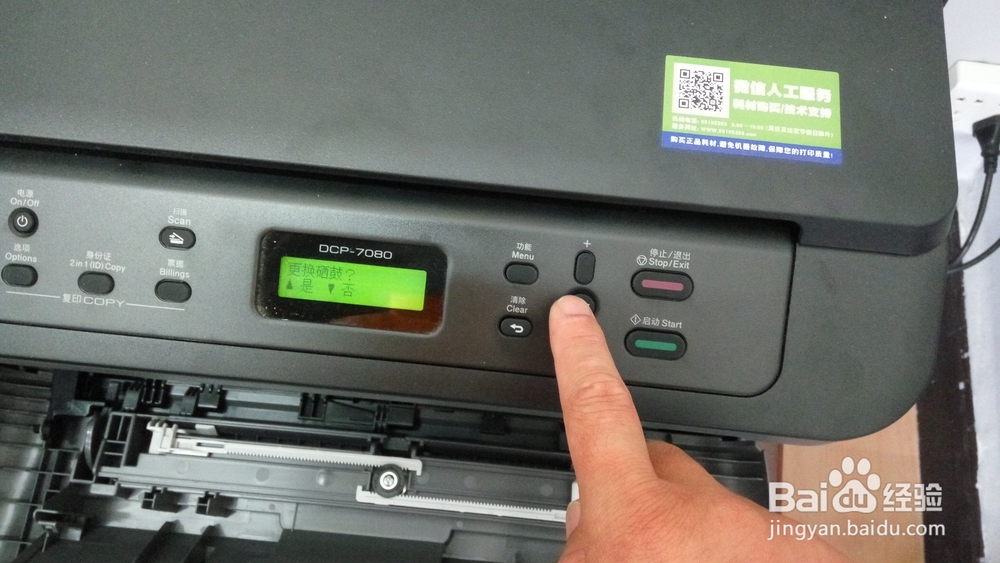 微信人工服务
耗材购买/技术支持
购买正品耗材,避免机器故障,保障您的打印质量!
电源
On/Off
扫描
Scan
选项
Options
身份证
2 in 1 (ID) Copy
票据
Billings
复印 COPY
DCP-7080
更换硒鼓?
▲ 是 ▼ 否
功能
Menu
清除
Clear
+
停止/退出
Stop/Exit
启动 Start
Baidu 经验
jingyan.baidu.com